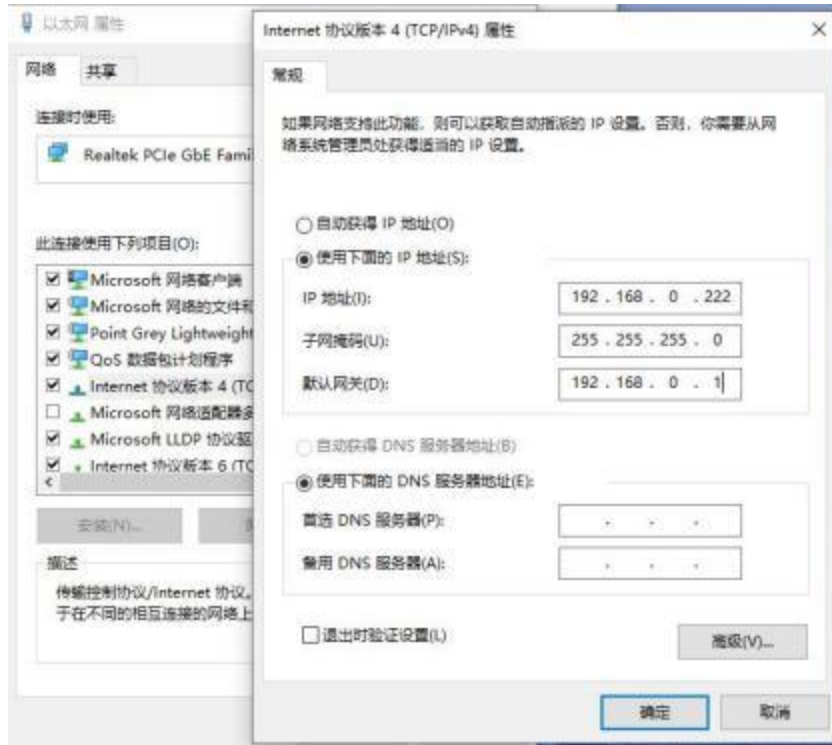 以太网 属性
网络
共享
连接时使用:
Realtek PCIe GbE Fami
此连接使用下列项目(O):
Microsoft 网络客户端
Microsoft 网络的文件和
Point Grey Lightweight
QoS 数据包计划程序
Internet 协议版本 4 (TC
Microsoft 网络适配器多
Microsoft LLDP 协议驱
Internet 协议版本 6 (TC
安装(N)...
描述
传输控制协议/Internet 协议。
于在不同的相互连接的网络上
Internet 协议版本 4 (TCP/IPv4) 属性
常规
如果网络支持此功能，则可以获取自动指派的 IP 设置。否则，你需要从网
络系统管理员处获得适当的 IP 设置。
自动获得 IP 地址(O)
使用下面的 IP 地址(S):
IP 地址(I): 192 . 168 . 0 . 222
子网掩码(U): 255 . 255 . 255 . 0
默认网关(D): 192 . 168 . 0 . 1
自动获得 DNS 服务器地址(B)
使用下面的 DNS 服务器地址(E):
首选 DNS 服务器(P): . . .
备用 DNS 服务器(A): . . .
退出时验证设置(L)
高级(V)...
确定
取消